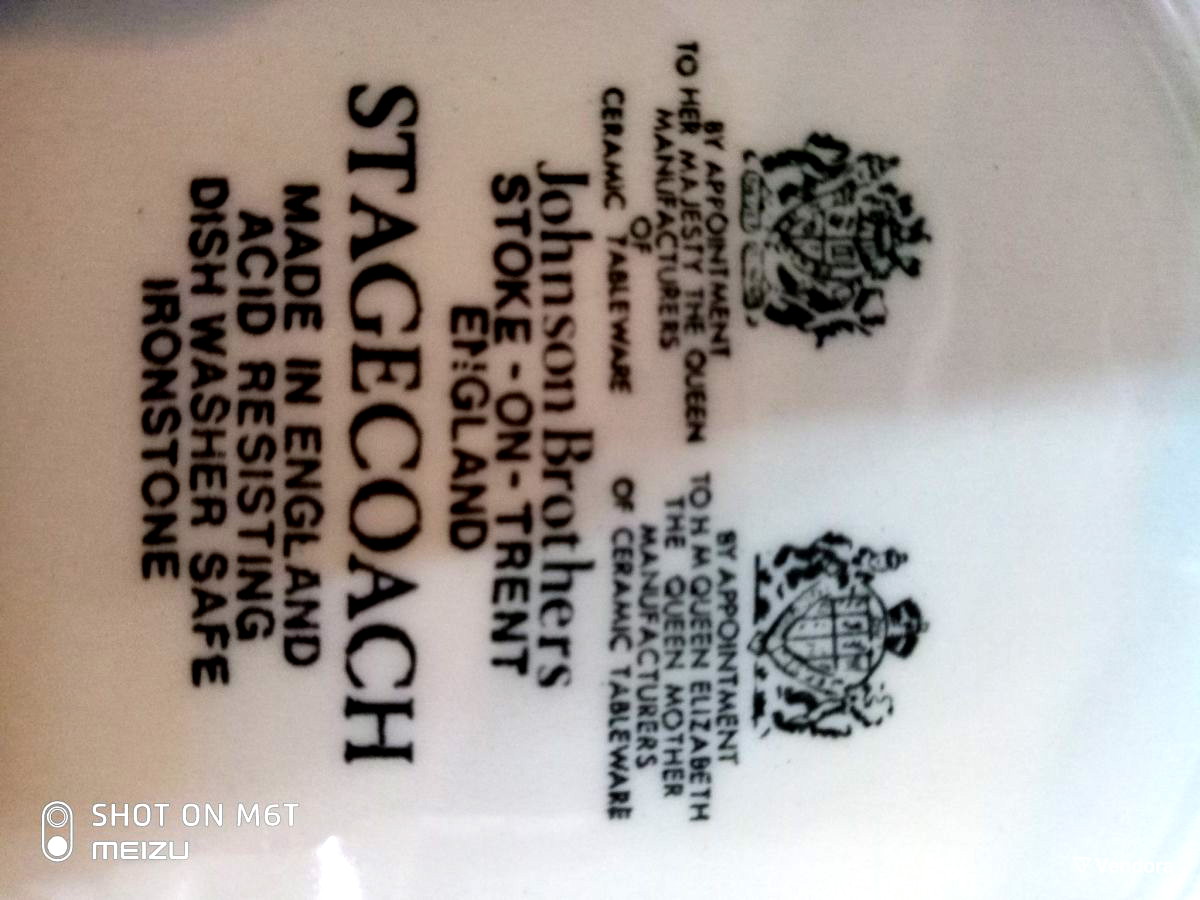 BY APPOINTMENT
TO HER MAJESTY THE QUEEN
MANUFACTURERS
OF
CERAMIC TABLEWARE
BY APPOINTMENT
TO H M QUEEN ELIZABETH
THE QUEEN MOTHER
MANUFACTURERS
OF CERAMIC TABLEWARE
Johnson Brothers
STOKE-ON-TRENT
ENGLAND
STAGECOACH
MADE IN ENGLAND
ACID RESISTING
DISH WASHER SAFE
IRONSTONE
SHOT ON M6T
MEIZU